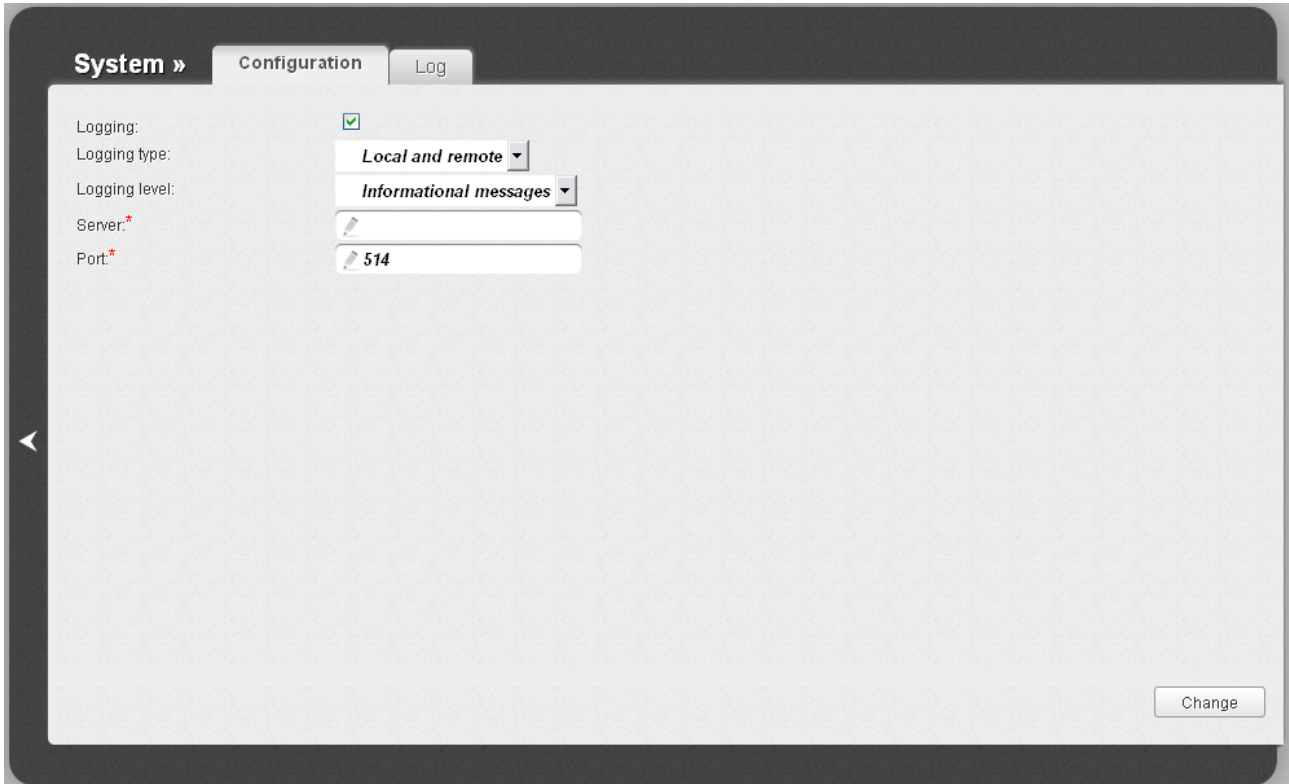 System »
Configuration
Log
Logging:
Logging type: Local and remote
Logging level: Informational messages
Server:*
Port:* 514
Change